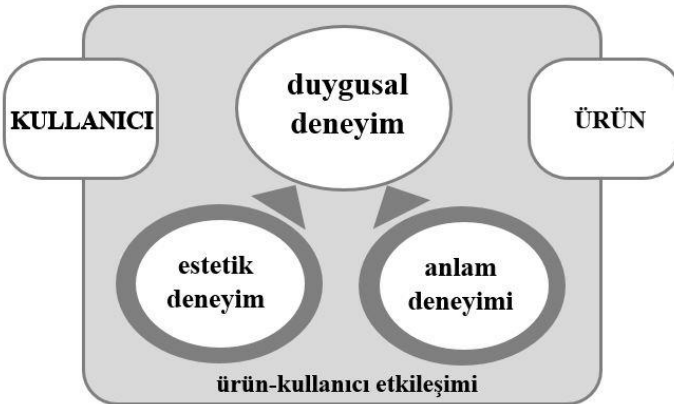 duygusal
deneyim
KULLANICI
ÜRÜN
estetik
deneyim
anlam
deneyimi
ürün-kullanıcı etkileşimi